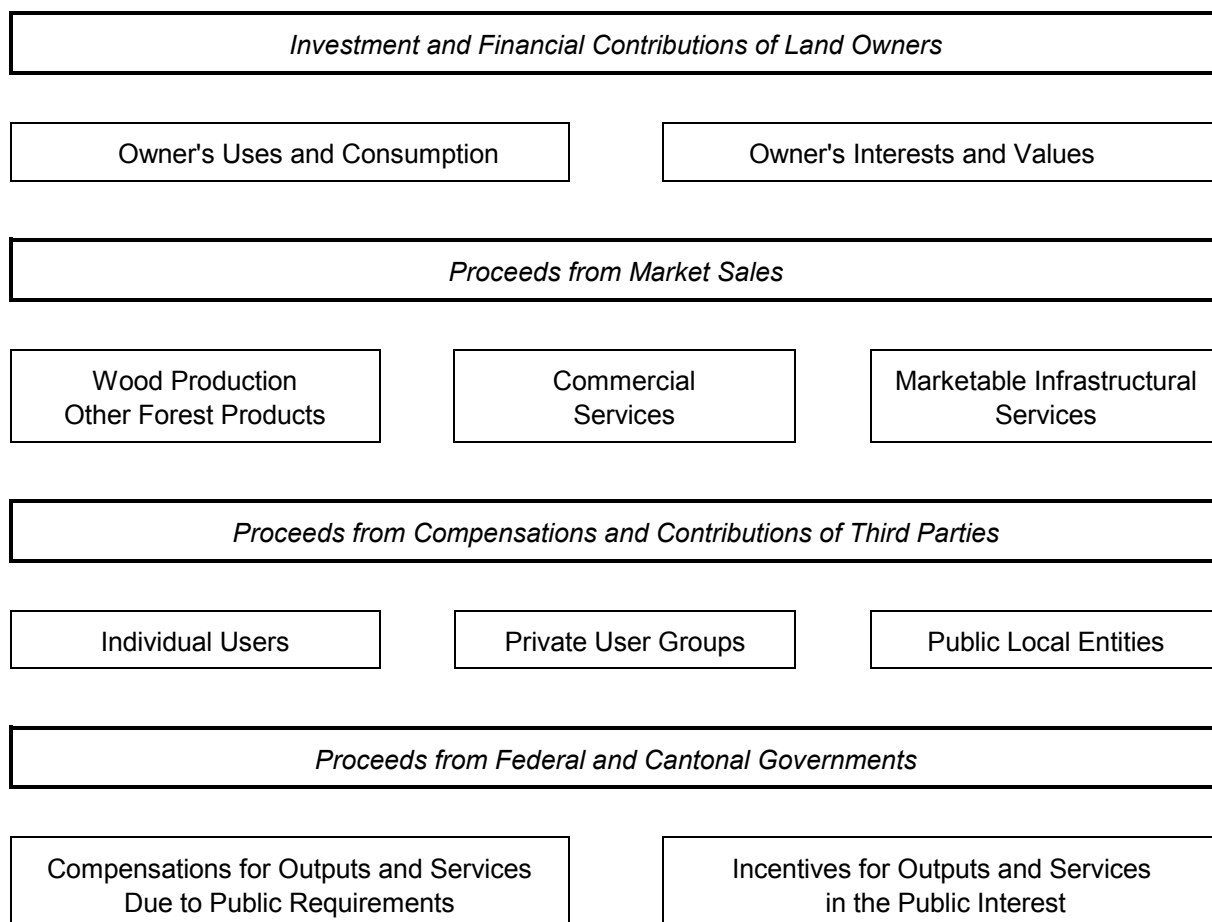 Investment and Financial Contributions of Land Owners
Owner's Uses and Consumption
Owner's Interests and Values
Proceeds from Market Sales
Wood Production
Other Forest Products
Commercial
Services
Marketable Infrastructural
Services
Proceeds from Compensations and Contributions of Third Parties
Individual Users
Private User Groups
Public Local Entities
Proceeds from Federal and Cantonal Governments
Compensations for Outputs and Services
Due to Public Requirements
Incentives for Outputs and Services
in the Public Interest